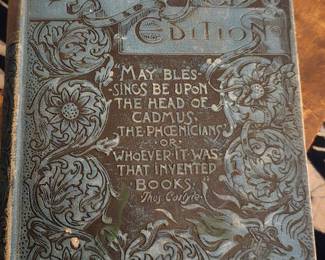 EDITION
"MAY BLES-
SINGS BE UPON
THE HEAD OF
CADMUS,
THE PHŒNICIANS
OR
WHOEVER IT WAS
THAT INVENTED
BOOKS."
Thos. Carlyle.